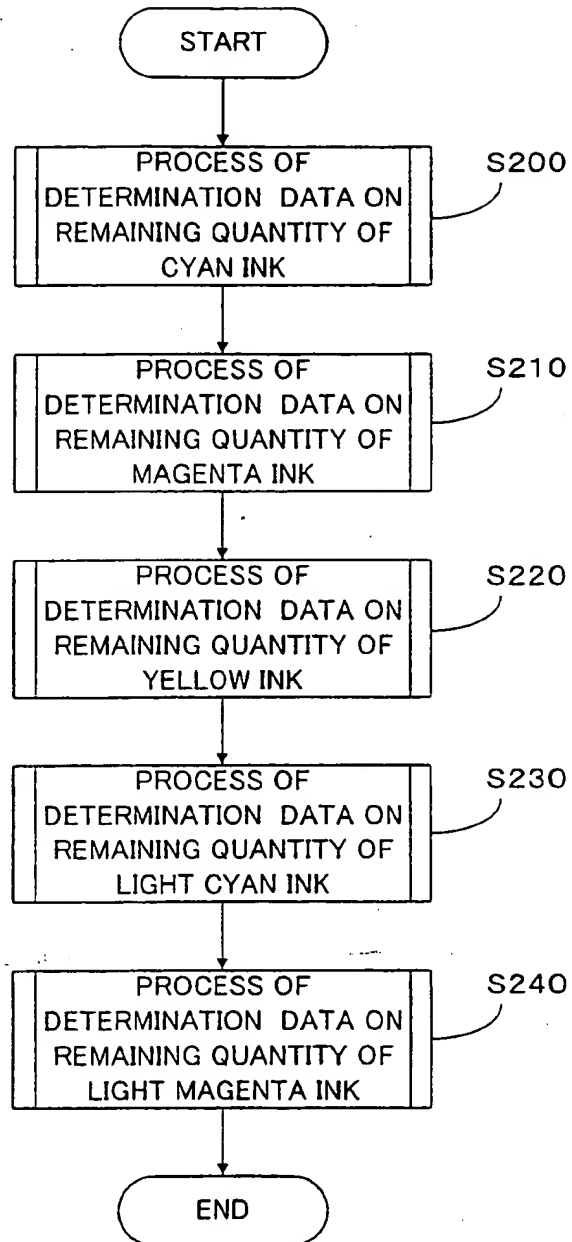 START
PROCESS OF
DETERMINATION DATA ON
REMAINING QUANTITY OF
CYAN INK
S200
PROCESS OF
DETERMINATION DATA ON
REMAINING QUANTITY OF
MAGENTA INK
S210
PROCESS OF
DETERMINATION DATA ON
REMAINING QUANTITY OF
YELLOW INK
S220
PROCESS OF
DETERMINATION DATA ON
REMAINING QUANTITY OF
LIGHT CYAN INK
S230
PROCESS OF
DETERMINATION DATA ON
REMAINING QUANTITY OF
LIGHT MAGENTA INK
S240
END